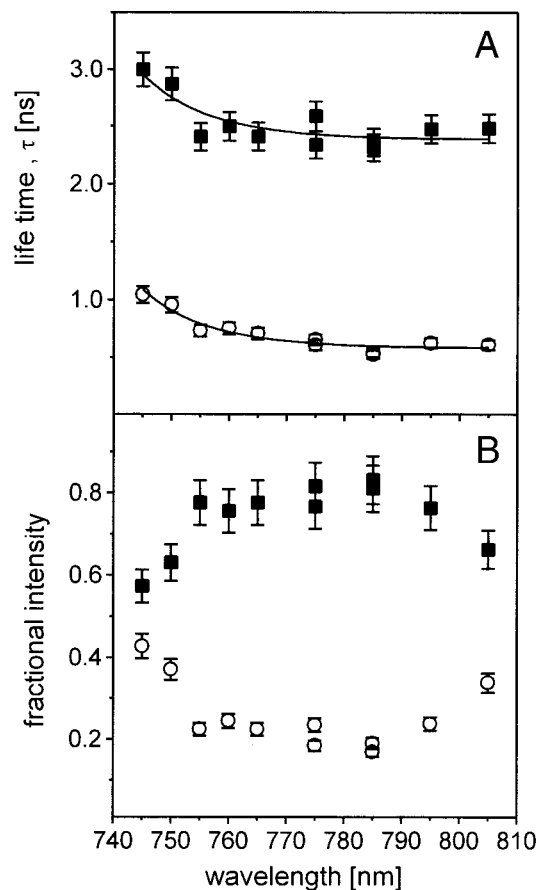 A
3.0
2.0
1.0
life time , τ [ns]
B
0.8
0.6
0.4
0.2
fractional intensity
740 750 760 770 780 790 800 810
wavelength [nm]